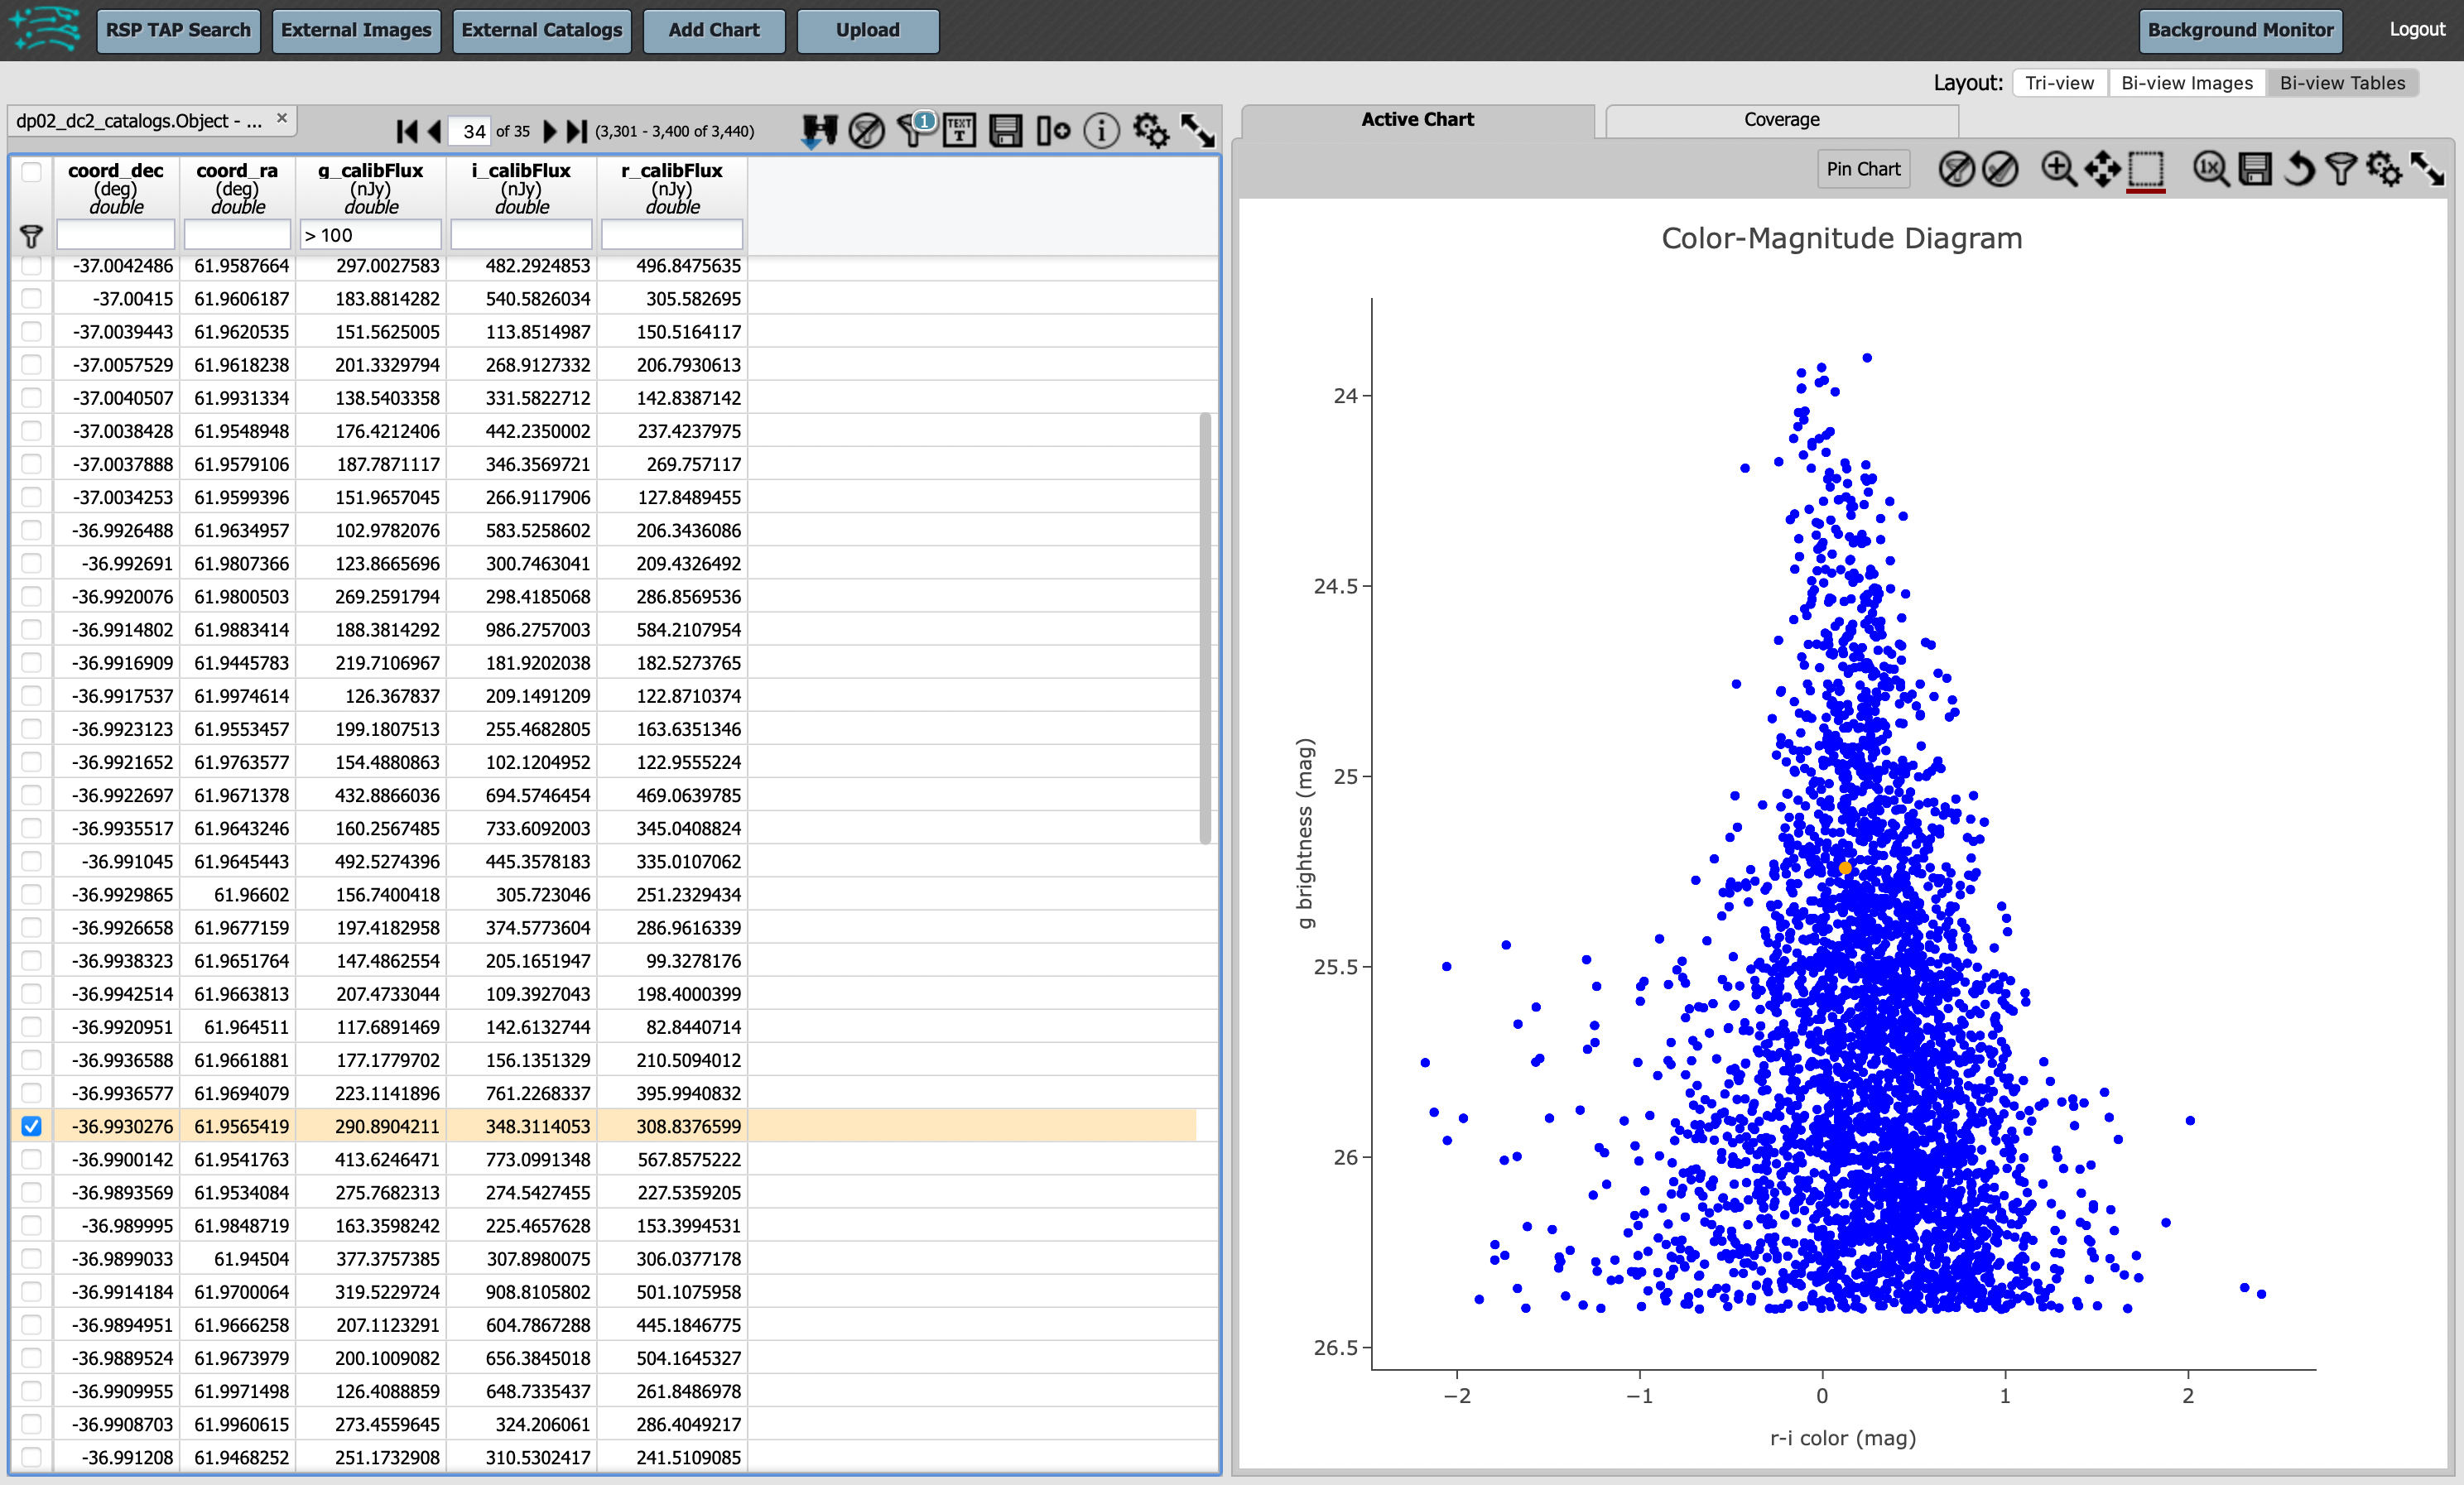 RSP TAP Search External Images External Catalogs Add Chart Upload Background Monitor Logout
Layout: Tri-view Bi-view Images Bi-view Tables
dp02_dc2_catalogs.Object - ... × 34 of 35 (3,301 - 3,400 of 3,440) 1 TEXT T i
coord_dec coord_ra g_calibFlux i_calibFlux r_calibFlux
(deg) (deg) (nJy) (nJy) (nJy)
double double double double double
> 100
-37.0042486 61.9587664 297.0027583 482.2924853 496.8475635
-37.00415 61.9606187 183.8814282 540.5826034 305.582695
-37.0039443 61.9620535 151.5625005 113.8514987 150.5164117
-37.0057529 61.9618238 201.3329794 268.9127332 206.7930613
-37.0040507 61.9931334 138.5403358 331.5822712 142.8387142
-37.0038428 61.9548948 176.4212406 442.2350002 237.4237975
-37.0037888 61.9579106 187.7871117 346.3569721 269.757117
-37.0034253 61.9599396 151.9657045 266.9117906 127.8489455
-36.9926488 61.9634957 102.9782076 583.5258602 206.3436086
-36.992691 61.9807366 123.8665696 300.7463041 209.4326492
-36.9920076 61.9800503 269.2591794 298.4185068 286.8569536
-36.9914802 61.9883414 188.3814292 986.2757003 584.2107954
-36.9916909 61.9445783 219.7106967 181.9202038 182.5273765
-36.9917537 61.9974614 126.367837 209.1491209 122.8710374
-36.9923123 61.9553457 199.1807513 255.4682805 163.6351346
-36.9921652 61.9763577 154.4880863 102.1204952 122.9555224
-36.9922697 61.9671378 432.8866036 694.5746454 469.0639785
-36.9935517 61.9643246 160.2567485 733.6092003 345.0408824
-36.991045 61.9645443 492.5274396 445.3578183 335.0107062
-36.9929865 61.96602 156.7400418 305.723046 251.2329434
-36.9926658 61.9677159 197.4182958 374.5773604 286.9616339
-36.9938323 61.9651764 147.4862554 205.1651947 99.3278176
-36.9942514 61.9663813 207.4733044 109.3927043 198.4000399
-36.9920951 61.964511 117.6891469 142.6132744 82.8440714
-36.9936588 61.9661881 177.1779702 156.1351329 210.5094012
-36.9936577 61.9694079 223.1141896 761.2268337 395.9940832
-36.9930276 61.9565419 290.8904211 348.3114053 308.8376599
-36.9900142 61.9541763 413.6246471 773.0991348 567.8575222
-36.9893569 61.9534084 275.7682313 274.5427455 227.5359205
-36.989995 61.9848719 163.3598242 225.4657628 153.3994531
-36.9899033 61.94504 377.3757385 307.8980075 306.0377178
-36.9914184 61.9700064 319.5229724 908.8105802 501.1075958
-36.9894951 61.9666258 207.1123291 604.7867288 445.1846775
-36.9889524 61.9673979 200.1009082 656.3845018 504.1645327
-36.9909955 61.9971498 126.4088859 648.7335437 261.8486978
-36.9908703 61.9960615 273.4559645 324.206061 286.4049217
-36.991208 61.9468252 251.1732908 310.5302417 241.5109085
Active Chart Coverage
Pin Chart 1x
Color-Magnitude Diagram
24
24.5
25
25.5
26
26.5
g brightness (mag)
−2 −1 0 1 2
r-i color (mag)